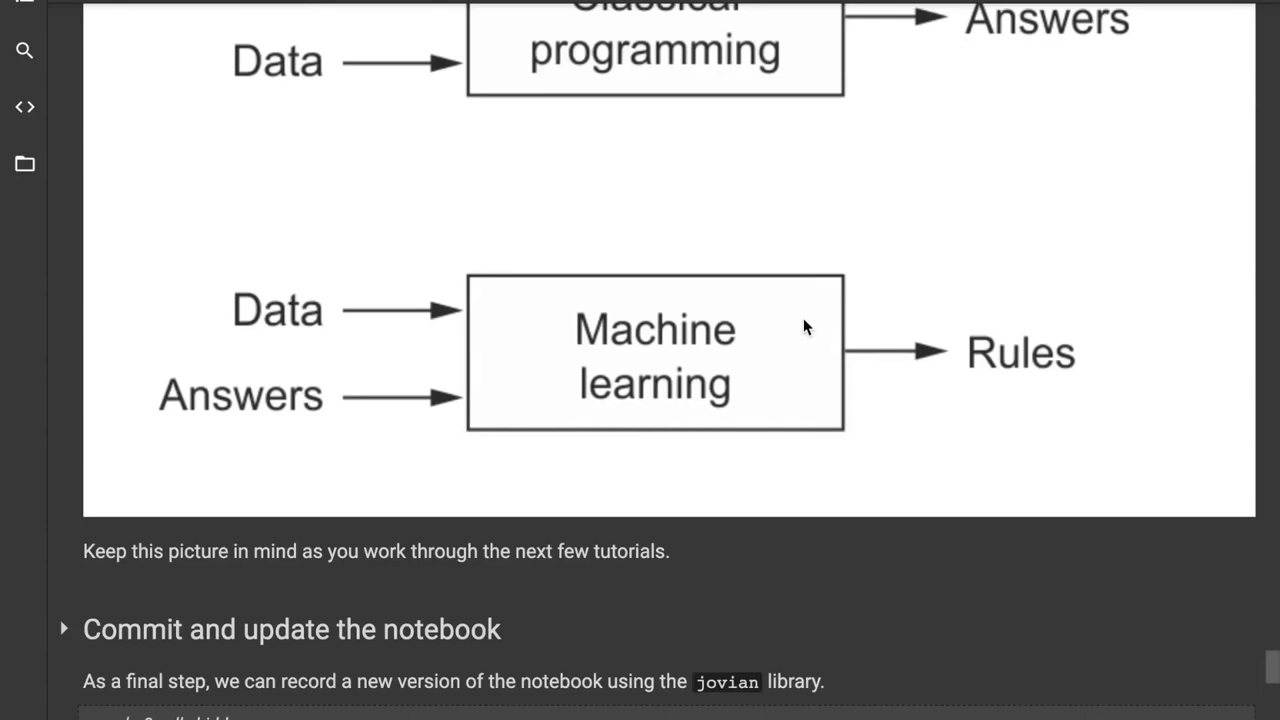 Classical
Data
programming
Answers
Data
Answers
Machine
learning
Rules
Keep this picture in mind as you work through the next few tutorials.
Commit and update the notebook
As a final step, we can record a new version of the notebook using the jovian library.